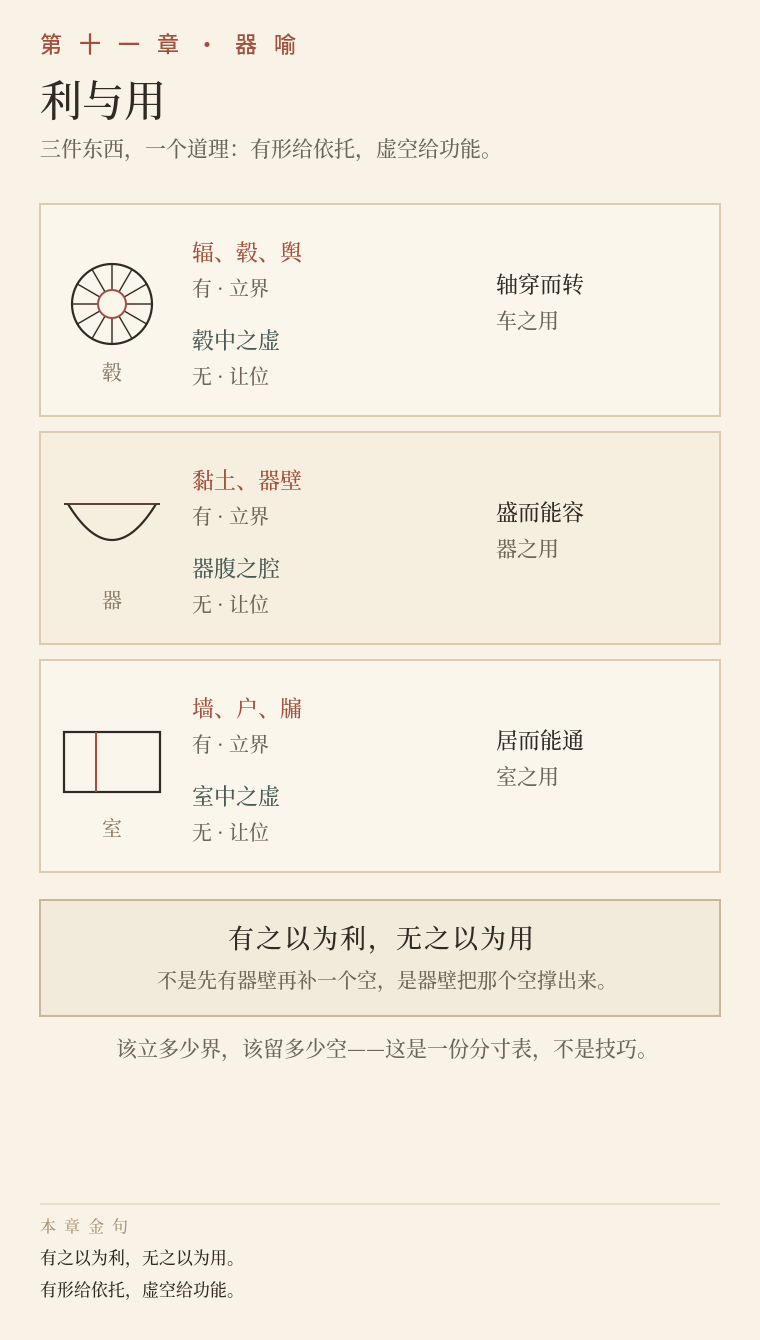 第十一章·器喻
利与用
三件东西，一个道理：有形给依托，虚空给功能。
辐、毂、舆
有·立界
毂中之虚
无·让位
毂
轴穿而转
车之用
黏土、器壁
有·立界
器腹之腔
无·让位
器
盛而能容
器之用
墙、户、牖
有·立界
室中之虚
无·让位
室
居而能通
室之用
有之以为利，无之以为用
不是先有器壁再补一个空，是器壁把那个空撑出来。
该立多少界，该留多少空——这是一份分寸表，不是技巧。
本章金句
有之以为利，无之以为用。
有形给依托，虚空给功能。